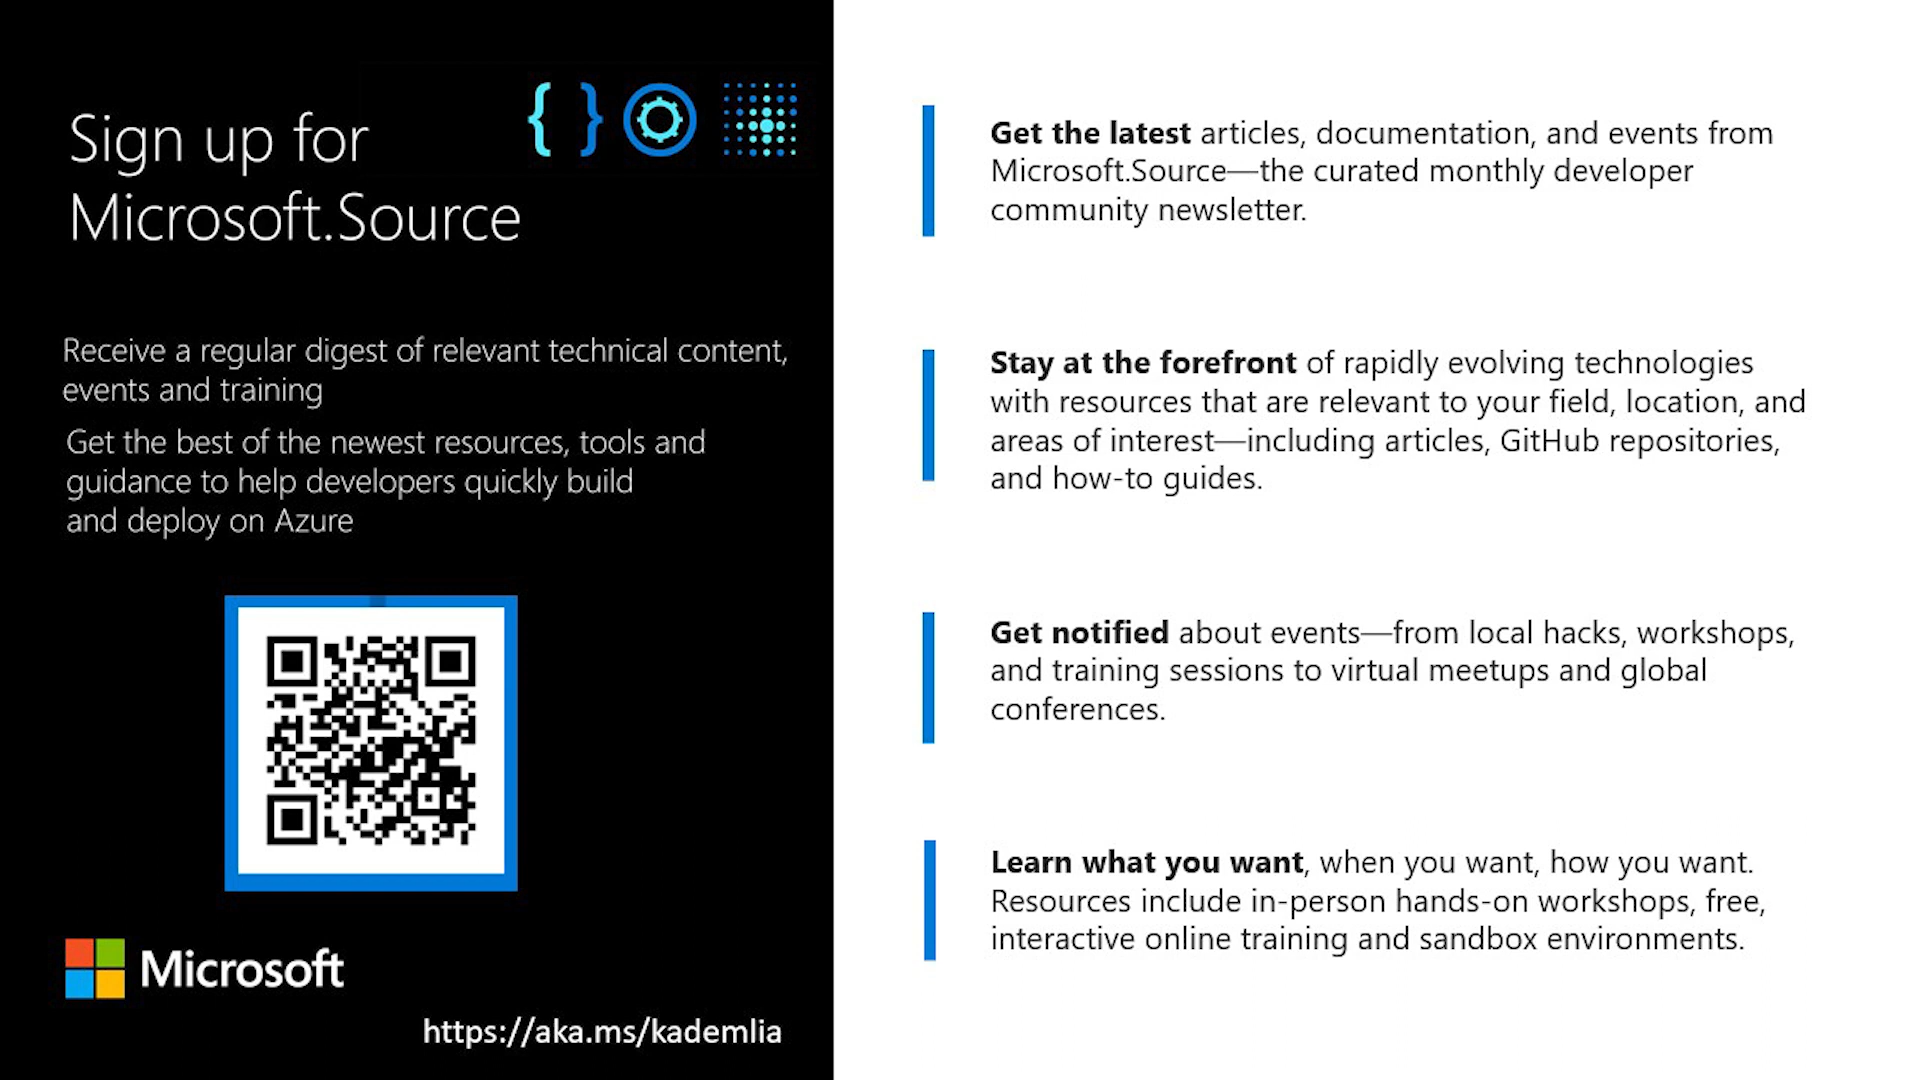 Sign up for
Microsoft.Source
Receive a regular digest of relevant technical content,
events and training
Get the best of the newest resources, tools and
guidance to help developers quickly build
and deploy on Azure
Microsoft
https://aka.ms/kademlia
Get the latest articles, documentation, and events from
Microsoft.Source—the curated monthly developer
community newsletter.
Stay at the forefront of rapidly evolving technologies
with resources that are relevant to your field, location, and
areas of interest—including articles, GitHub repositories,
and how-to guides.
Get notified about events—from local hacks, workshops,
and training sessions to virtual meetups and global
conferences.
Learn what you want, when you want, how you want.
Resources include in-person hands-on workshops, free,
interactive online training and sandbox environments.